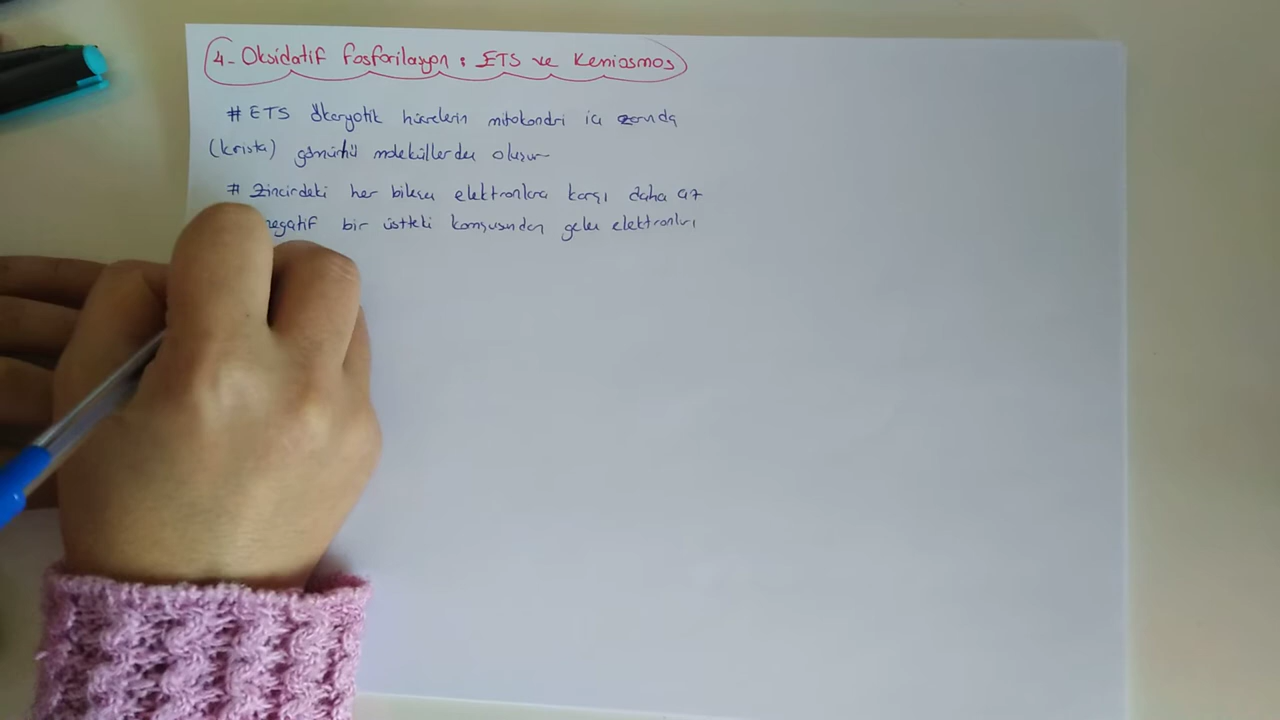 4- Oksidatif fosforilasyon : ETS ve Kemiosmos
# ETS ökaryotik hücrelerin mitokondri iç zarında
(krista) gömürlü moleküllerden oluşur
# Zincirdeki her bileşen elektronlara karşı daha az
negatif bir üstteki komşusundan gelen elektronları